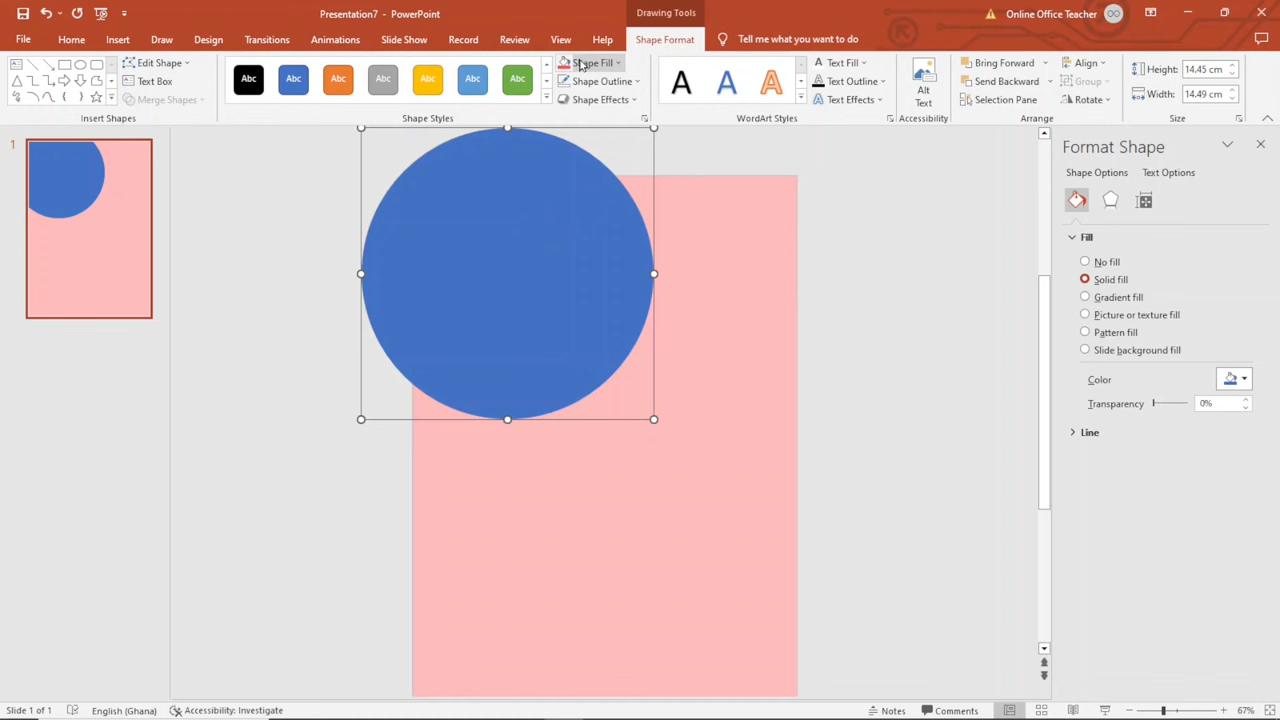 Presentation7 - PowerPoint
Drawing Tools
Online Office Teacher
File Home Insert Draw Design Transitions Animations Slide Show Record Review View Help Shape Format Tell me what you want to do
Edit Shape
Text Box
Merge Shapes
Insert Shapes
Abc Abc Abc Abc Abc Abc Abc
Shape Styles
Shape Fill
Shape Outline
Shape Effects
A A A
WordArt Styles
Text Fill
Text Outline
Text Effects
Alt
Text
Accessibility
Bring Forward
Send Backward
Selection Pane
Align
Group
Rotate
Arrange
Height: 14.45 cm
Width: 14.49 cm
Size
1
Format Shape
Shape Options Text Options
Fill
No fill
Solid fill
Gradient fill
Picture or texture fill
Pattern fill
Slide background fill
Color
Transparency 0%
Line
Slide 1 of 1 English (Ghana) Accessibility: Investigate Notes Comments 67%